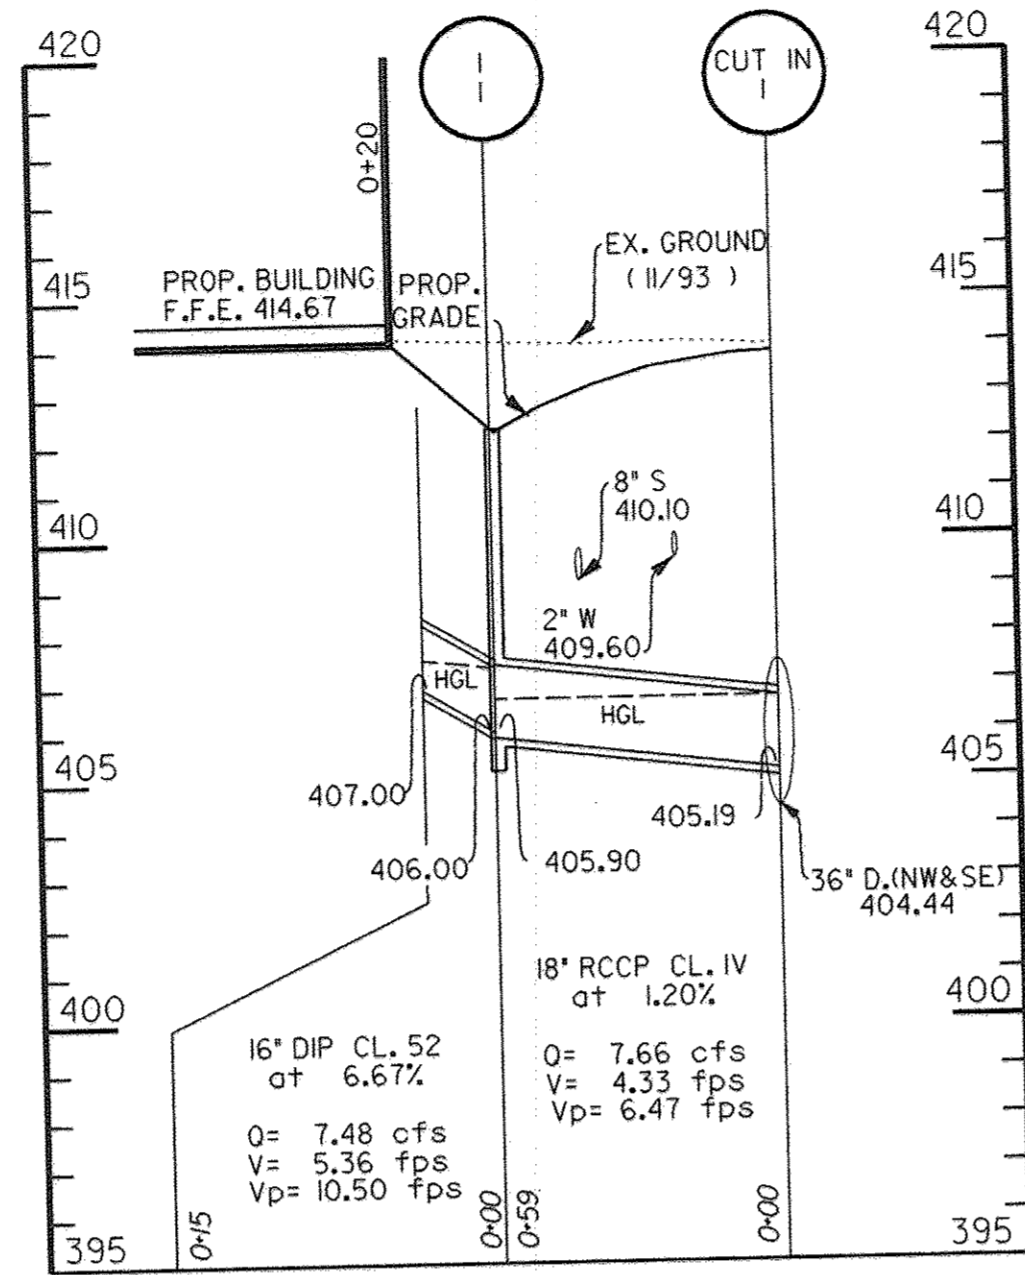 420
420
1
1
CUT IN
1
0+20
EX. GROUND
( 11/93 )
PROP. BUILDING
F.F.E. 414.67
PROP.
GRADE
415
415
8" S
410.10
410
410
2" W
409.60
HGL
HGL
405
405
407.00
406.00
405.90
405.19
36" D.(NW&SE)
404.44
400
400
18" RCCP CL. IV
at 1.20%
Q= 7.66 cfs
V= 4.33 fps
Vp= 6.47 fps
16" DIP CL. 52
at 6.67%
Q= 7.48 cfs
V= 5.36 fps
Vp= 10.50 fps
0+15
0+00
0+59
0+00
395
395